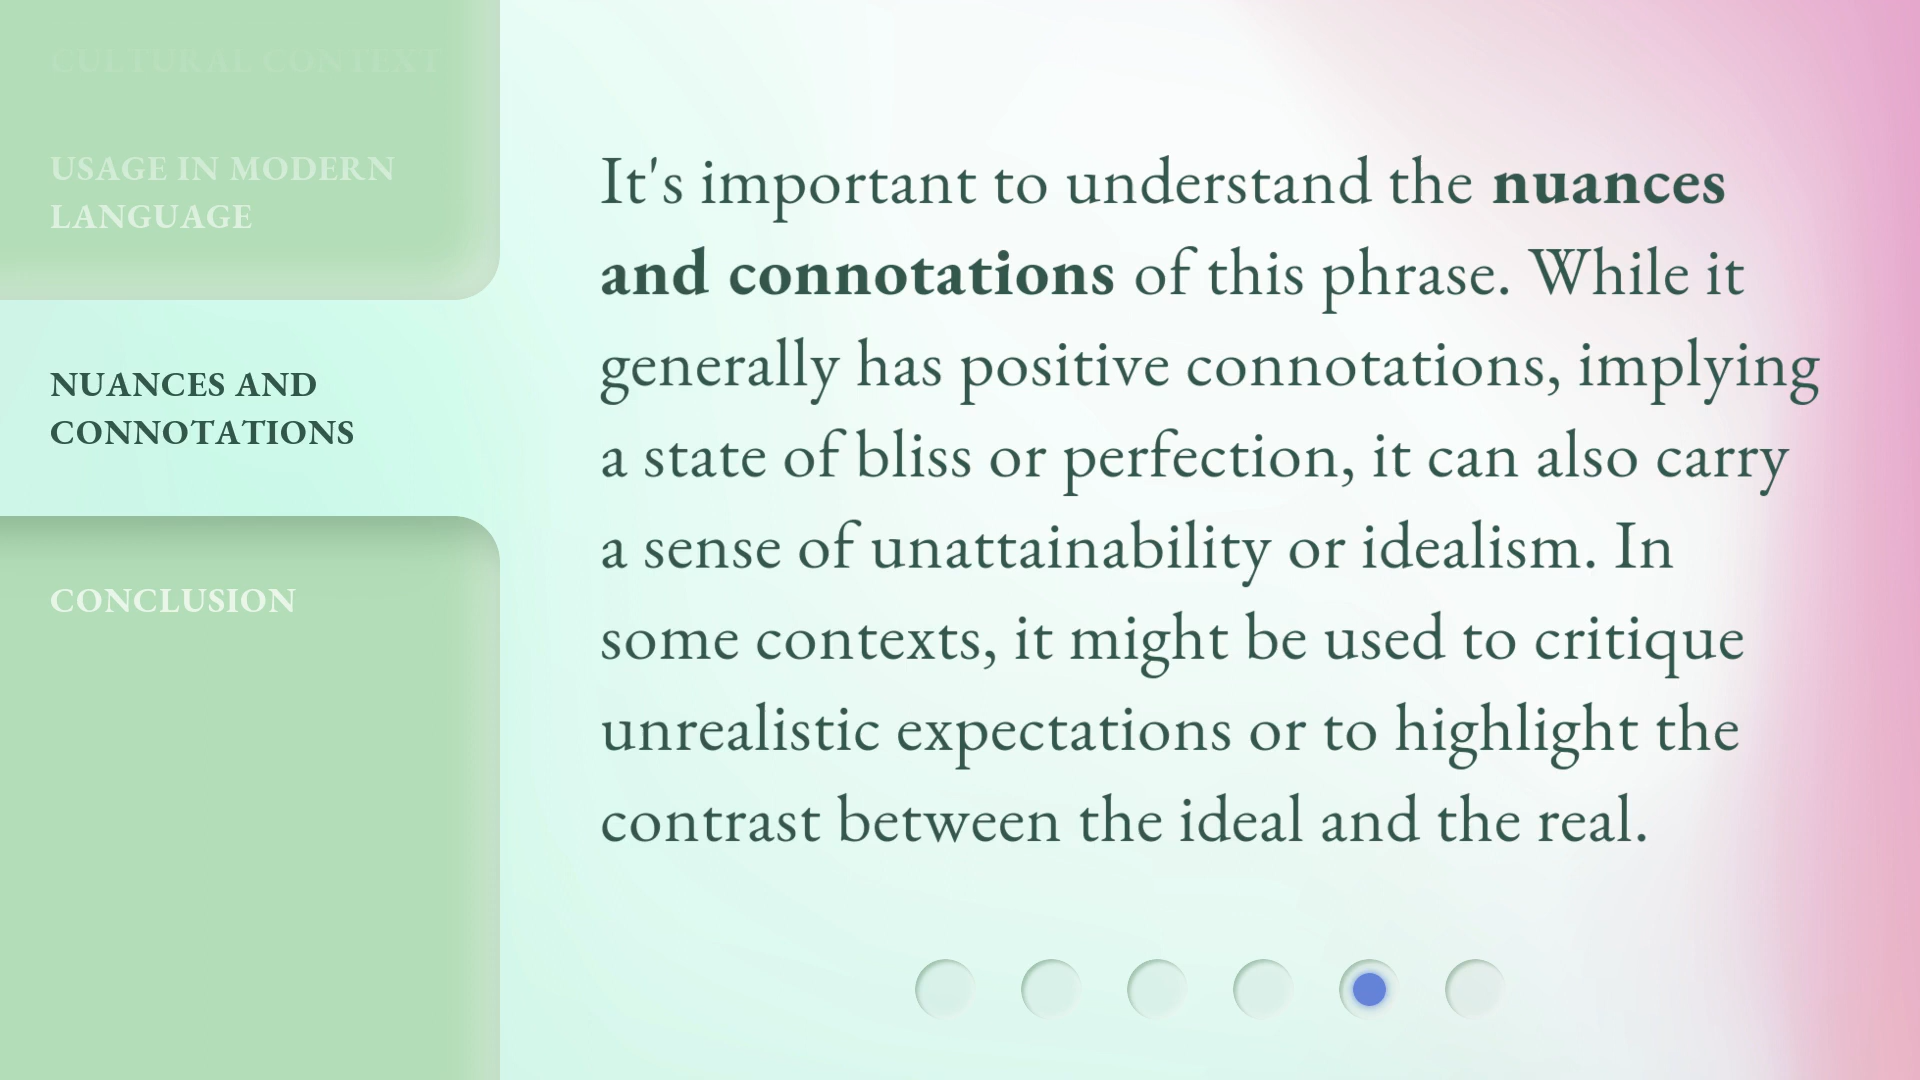 CULTURAL CONTEXT
USAGE IN MODERN
LANGUAGE
NUANCES AND
CONNOTATIONS
CONCLUSION
It's important to understand the nuances
and connotations of this phrase. While it
generally has positive connotations, implying
a state of bliss or perfection, it can also carry
a sense of unattainability or idealism. In
some contexts, it might be used to critique
unrealistic expectations or to highlight the
contrast between the ideal and the real.